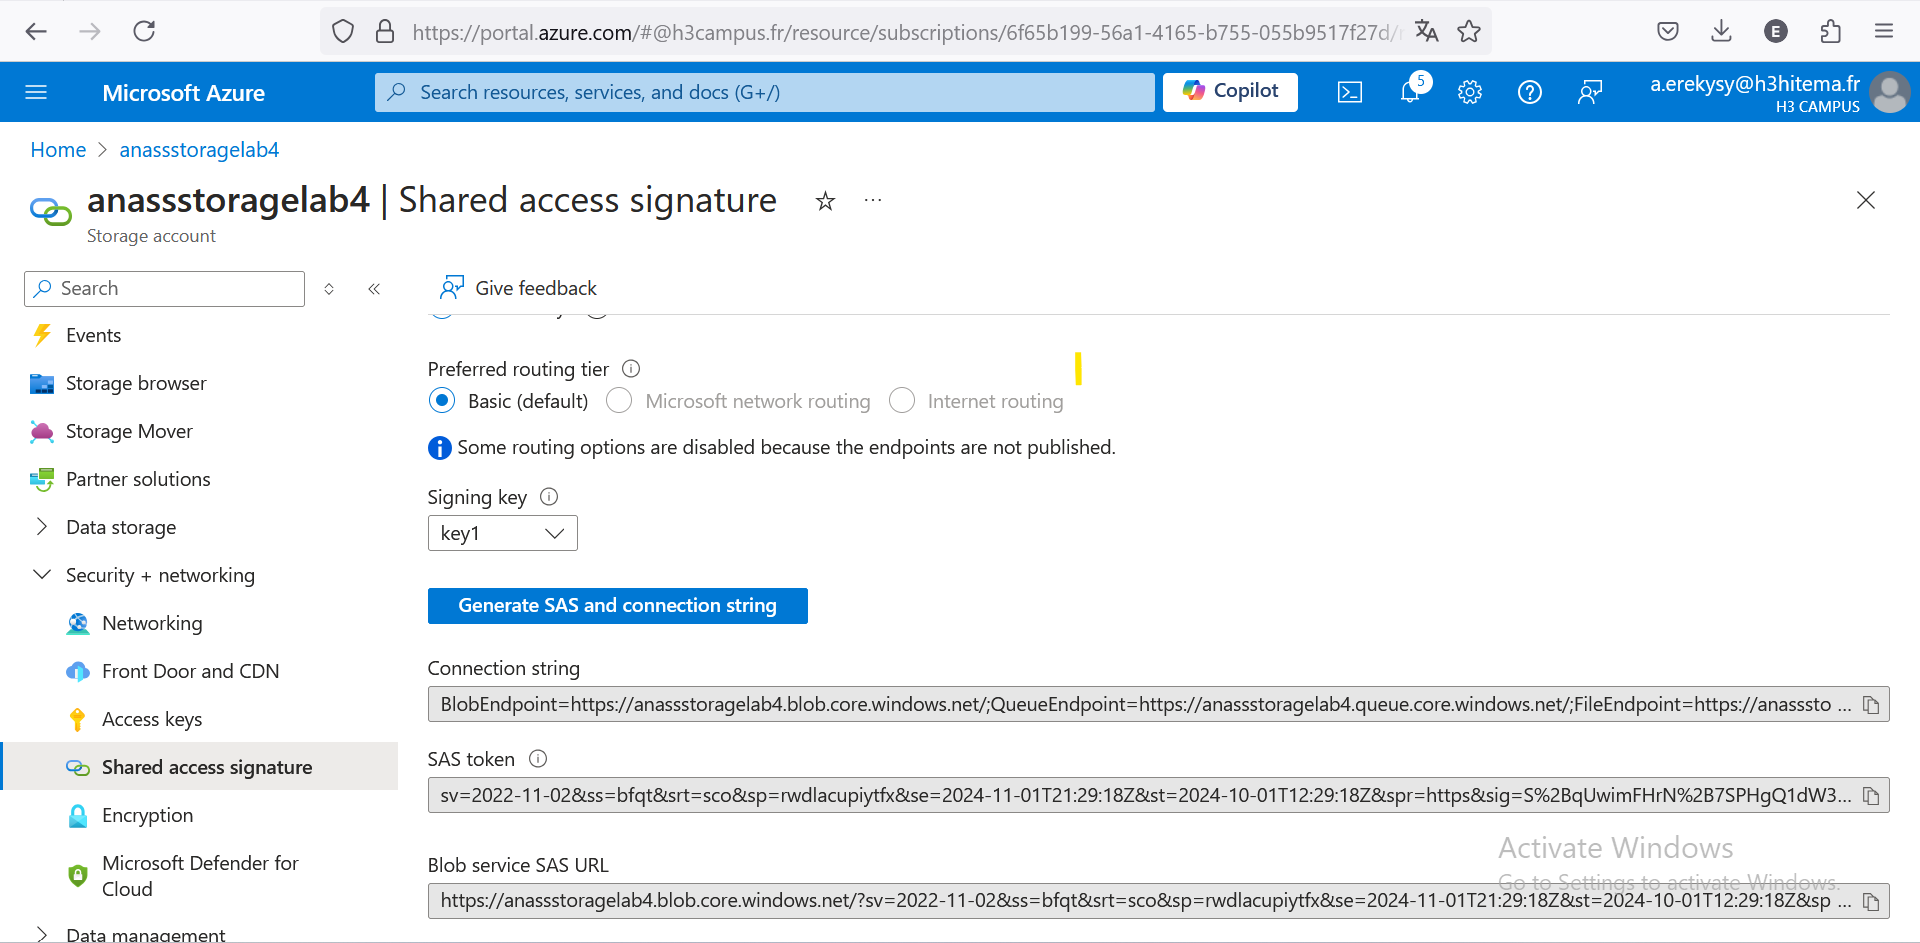 https://portal.azure.com/#@h3campus.fr/resource/subscriptions/6f65b199-56a1-4165-b755-055b9517f27d/
E
Microsoft Azure
Search resources, services, and docs (G+/)
Copilot
5
a.erekysy@h3hitema.fr
H3 CAMPUS
Home > anassstoragelab4
anassstoragelab4 | Shared access signature
Storage account
Search
Give feedback
Events
Storage browser
Storage Mover
Partner solutions
Data storage
Security + networking
Networking
Front Door and CDN
Access keys
Shared access signature
Encryption
Microsoft Defender for
Cloud
Data management
Preferred routing tier
Basic (default) Microsoft network routing Internet routing
Some routing options are disabled because the endpoints are not published.
Signing key
key1
Generate SAS and connection string
Connection string
BlobEndpoint=https://anassstoragelab4.blob.core.windows.net/;QueueEndpoint=https://anassstoragelab4.queue.core.windows.net/;FileEndpoint=https://anasssto ...
SAS token
sv=2022-11-02&ss=bfqt&srt=sco&sp=rwdlacupiytfx&se=2024-11-01T21:29:18Z&st=2024-10-01T12:29:18Z&spr=https&sig=S%2BqUwimFHrN%2B7SPHgQ1dW3...
Blob service SAS URL
https://anassstoragelab4.blob.core.windows.net/?sv=2022-11-02&ss=bfqt&srt=sco&sp=rwdlacupiytfx&se=2024-11-01T21:29:18Z&st=2024-10-01T12:29:18Z&sp ...
Activate Windows
Go to Settings to activate Windows.